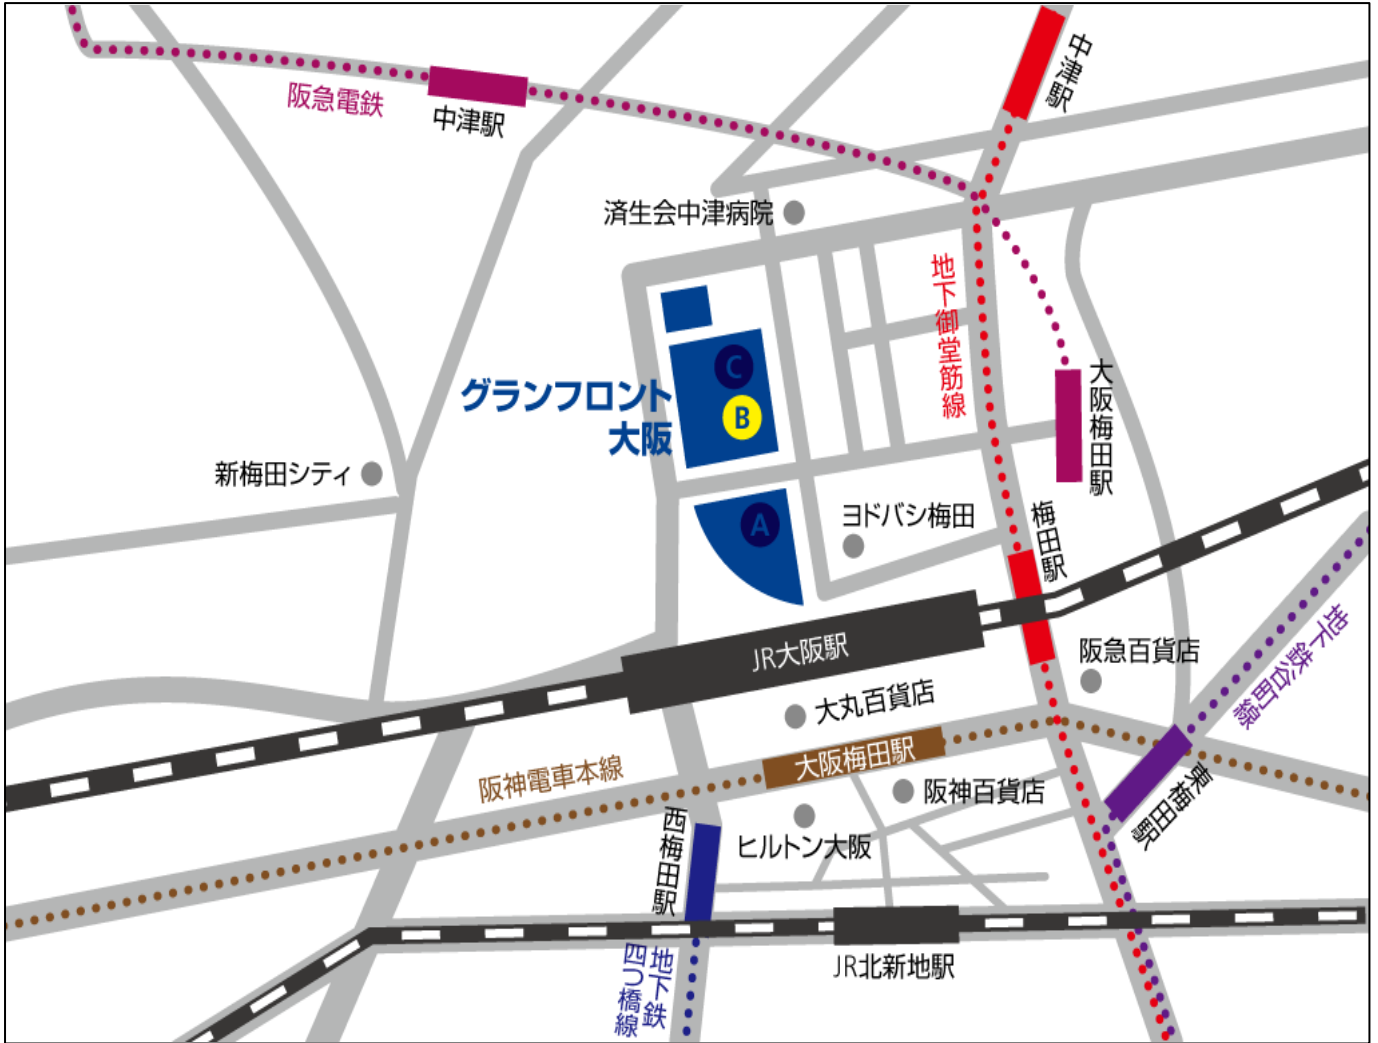 中津駅
阪急電鉄
中津駅
済生会中津病院
地下御堂筋線
C
グランフロント
大阪
B
大阪梅田駅
新梅田シティ
A
ヨドバシ梅田
梅田駅
JR大阪駅
阪急百貨店
地下鉄谷町線
大丸百貨店
大阪梅田駅
阪神電車本線
阪神百貨店
東梅田駅
西梅田駅
ヒルトン大阪
地下鉄
四つ橋線
JR北新地駅